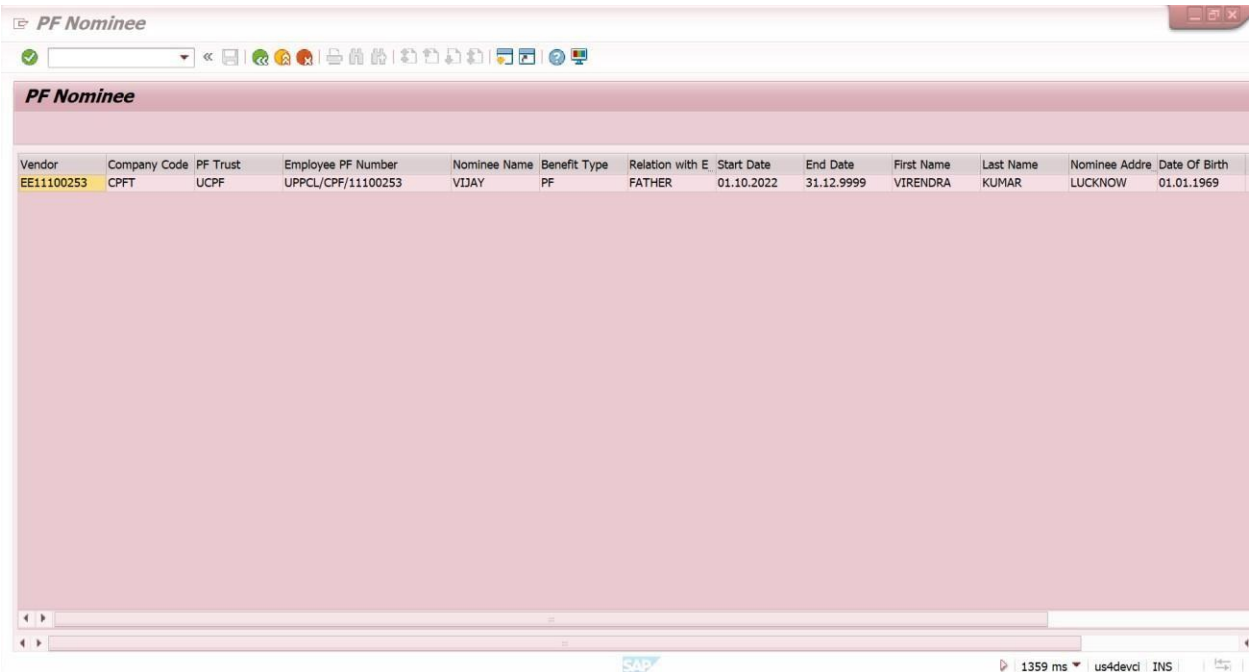 PF Nominee
PF Nominee
Vendor Company Code PF Trust Employee PF Number Nominee Name Benefit Type Relation with E Start Date End Date First Name Last Name Nominee Addre Date Of Birth
EE11100253 CPFT UCPF UPPCL/CPF/11100253 VIJAY PF FATHER 01.10.2022 31.12.9999 VIRENDRA KUMAR LUCKNOW 01.01.1969
SAP 1359 ms us4devcl INS